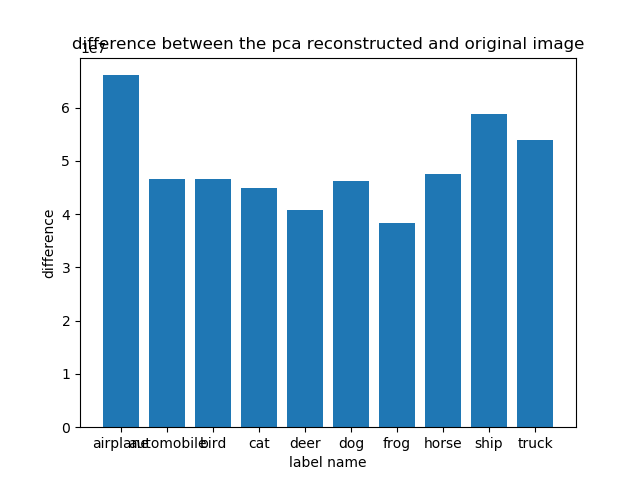 difference between the pca reconstructed and original image
1e7
6
5
4
3
2
1
0
difference
airplane automobile bird cat deer dog frog horse ship truck
label name